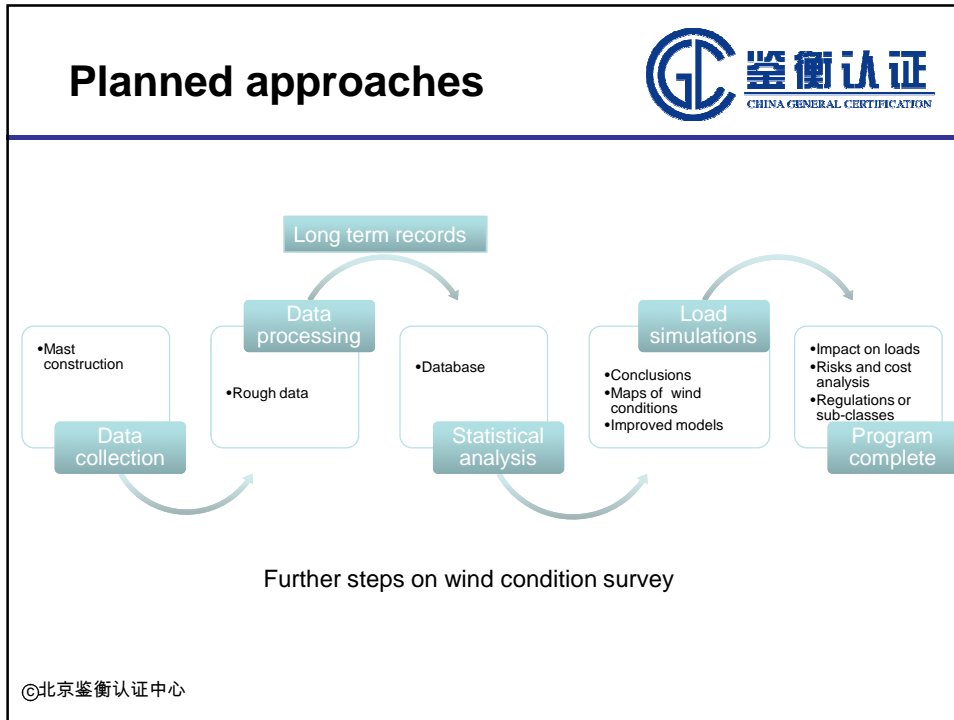 Planned approaches
CGC
鉴衡认证
CHINA GENERAL CERTIFICATION
Long term records
•Mast
construction
Data
collection
Data
processing
•Rough data
•Database
Statistical
analysis
Load
simulations
•Conclusions
•Maps of wind
conditions
•Improved models
•Impact on loads
•Risks and cost
analysis
•Regulations or
sub-classes
Program
complete
Further steps on wind condition survey
©北京鉴衡认证中心